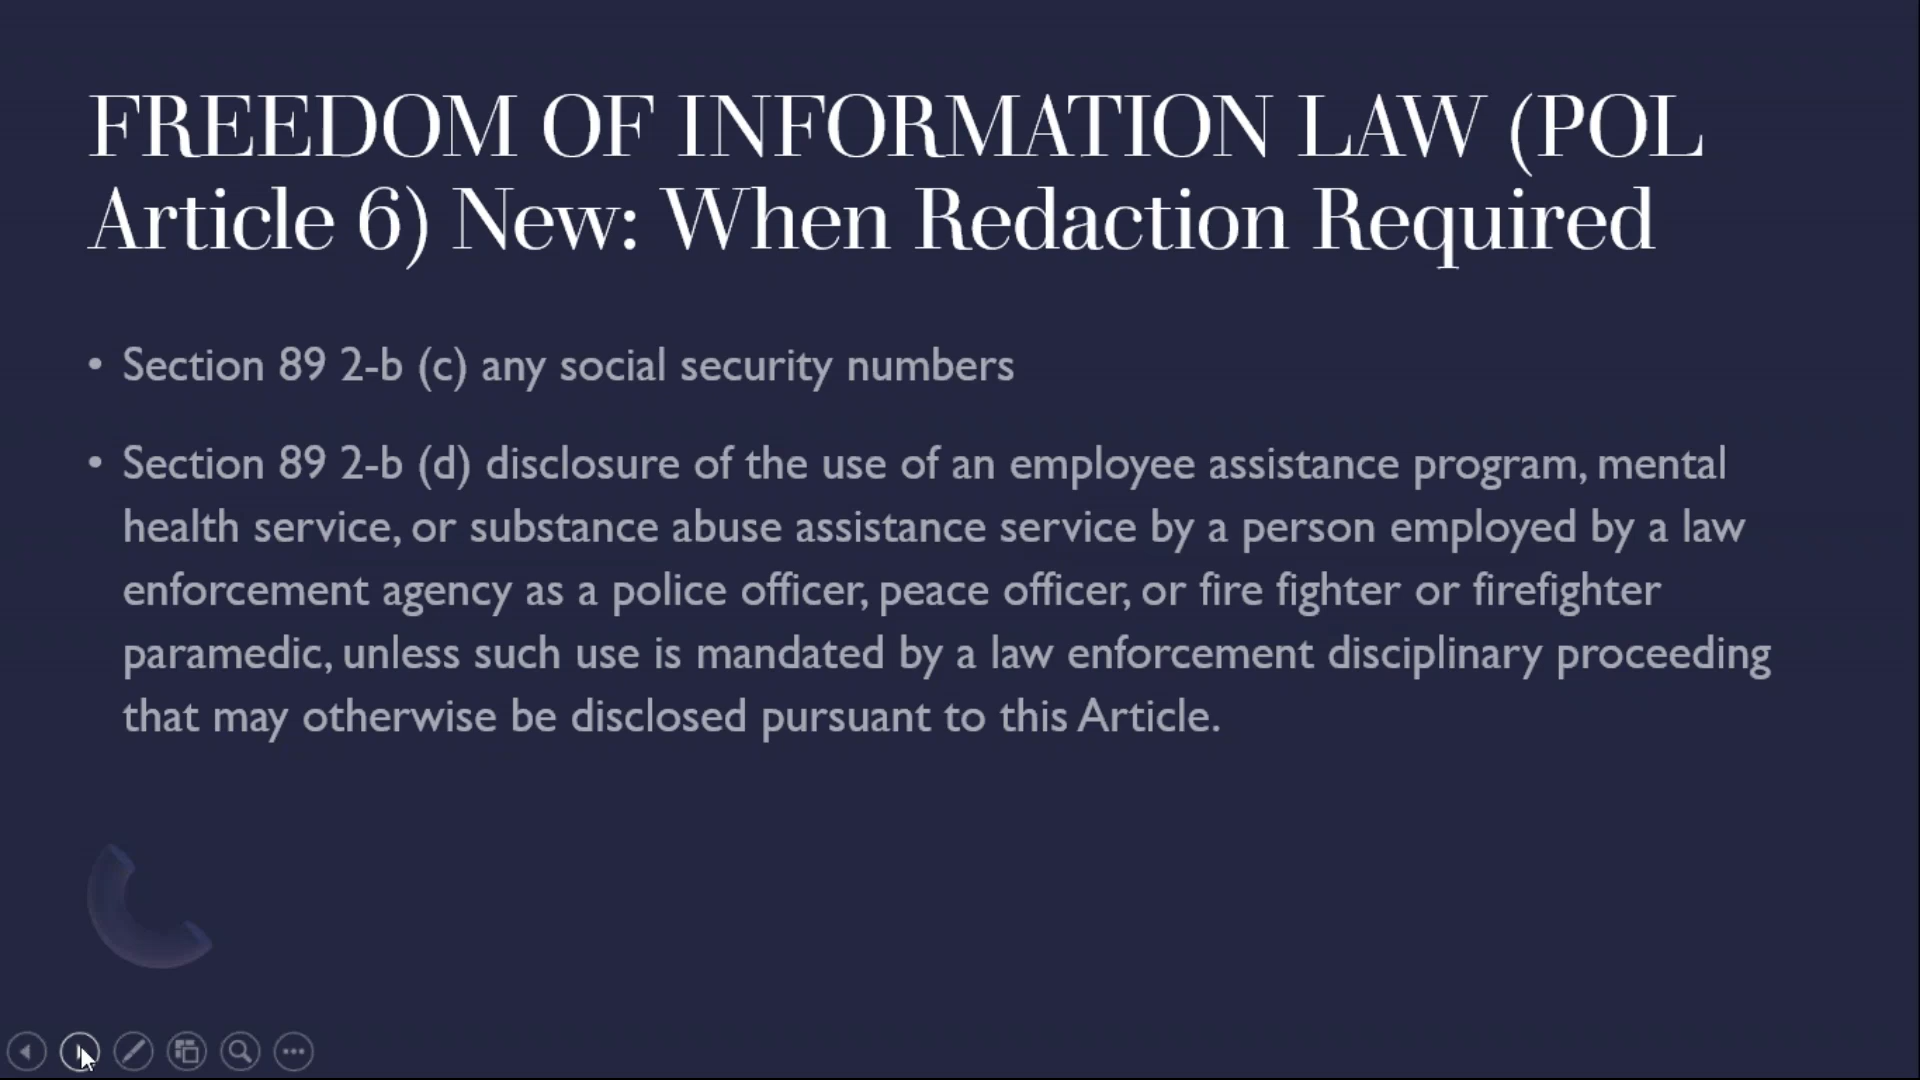 FREEDOM OF INFORMATION LAW (POL
Article 6) New: When Redaction Required
• Section 89 2-b (c) any social security numbers
• Section 89 2-b (d) disclosure of the use of an employee assistance program, mental
health service, or substance abuse assistance service by a person employed by a law
enforcement agency as a police officer, peace officer, or fire fighter or firefighter
paramedic, unless such use is mandated by a law enforcement disciplinary proceeding
that may otherwise be disclosed pursuant to this Article.